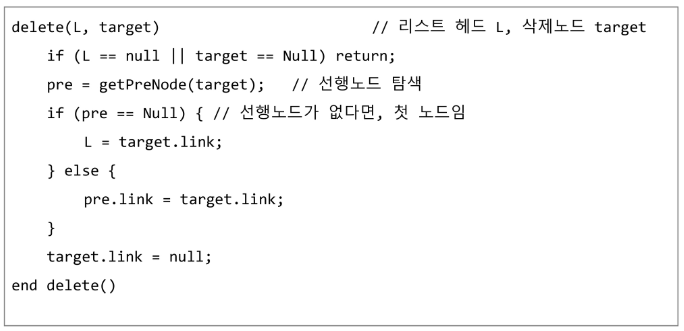 delete(L, target) // 리스트 헤드 L, 삭제노드 target
if (L == null || target == Null) return;
pre = getPreNode(target); // 선행노드 탐색
if (pre == Null) { // 선행노드가 없다면, 첫 노드임
L = target.link;
} else {
pre.link = target.link;
}
target.link = null;
end delete()